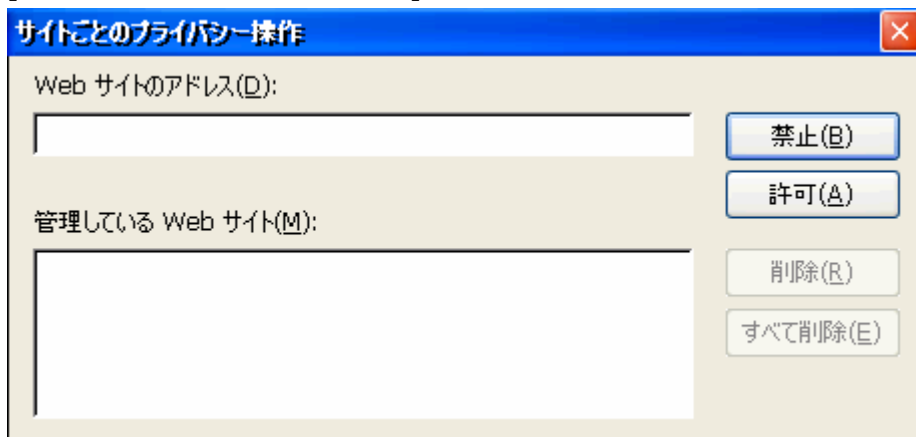 サイトごとのプライバシー操作
Web サイトのアドレス(D):
禁止(B)
許可(A)
管理している Web サイト(M):
削除(R)
すべて削除(E)